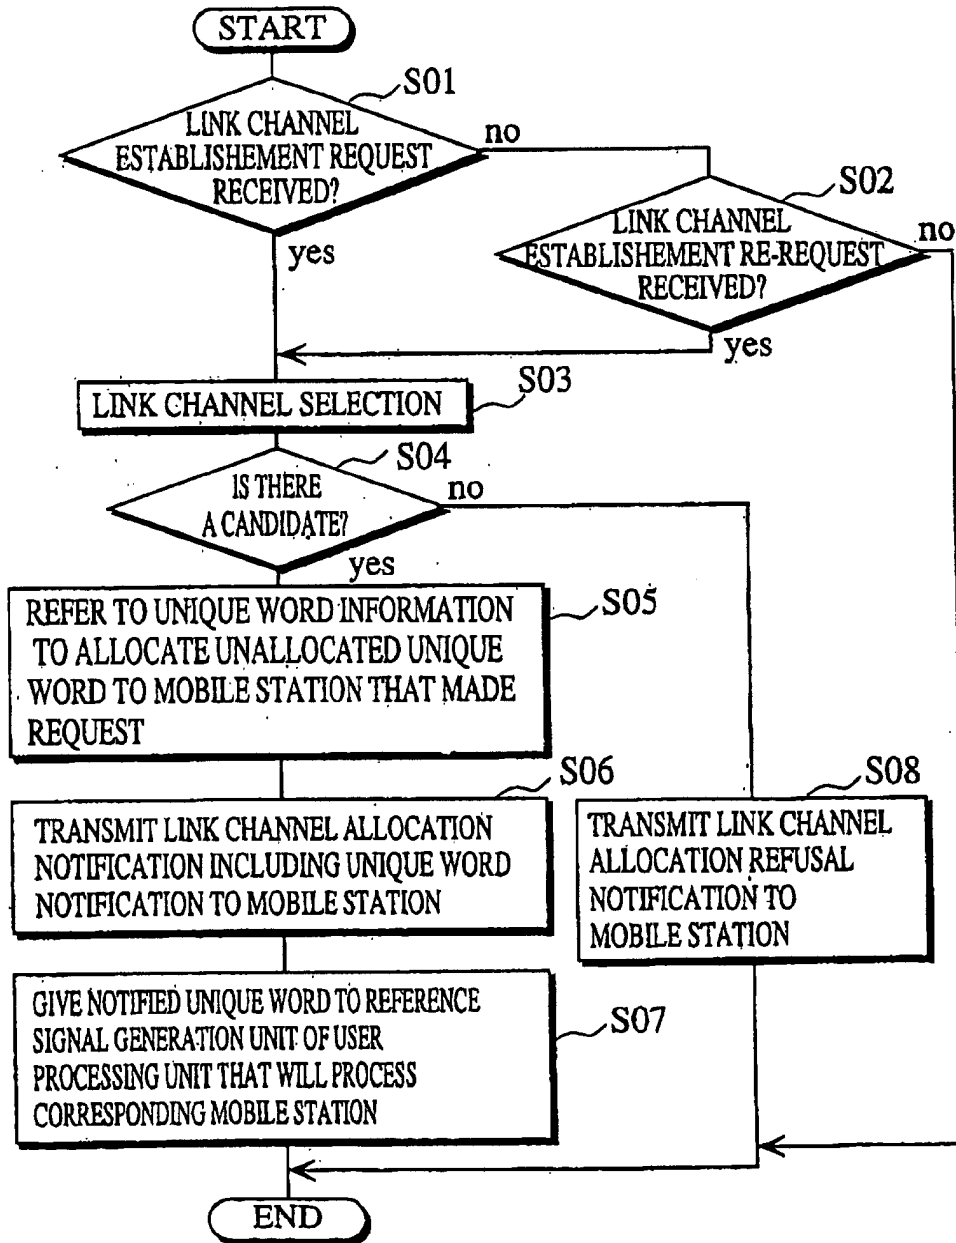 START
S01
LINK CHANNEL
ESTABLISHEMENT REQUEST
RECEIVED?
no
yes
S02
LINK CHANNEL
ESTABLISHEMENT RE-REQUEST
RECEIVED?
no
yes
S03
LINK CHANNEL SELECTION
S04
IS THERE
A CANDIDATE?
no
yes
S05
REFER TO UNIQUE WORD INFORMATION
TO ALLOCATE UNALLOCATED UNIQUE
WORD TO MOBILE STATION THAT MADE
REQUEST
S06
TRANSMIT LINK CHANNEL ALLOCATION
NOTIFICATION INCLUDING UNIQUE WORD
NOTIFICATION TO MOBILE STATION
S08
TRANSMIT LINK CHANNEL
ALLOCATION REFUSAL
NOTIFICATION TO
MOBILE STATION
S07
GIVE NOTIFIED UNIQUE WORD TO REFERENCE
SIGNAL GENERATION UNIT OF USER
PROCESSING UNIT THAT WILL PROCESS
CORRESPONDING MOBILE STATION
END